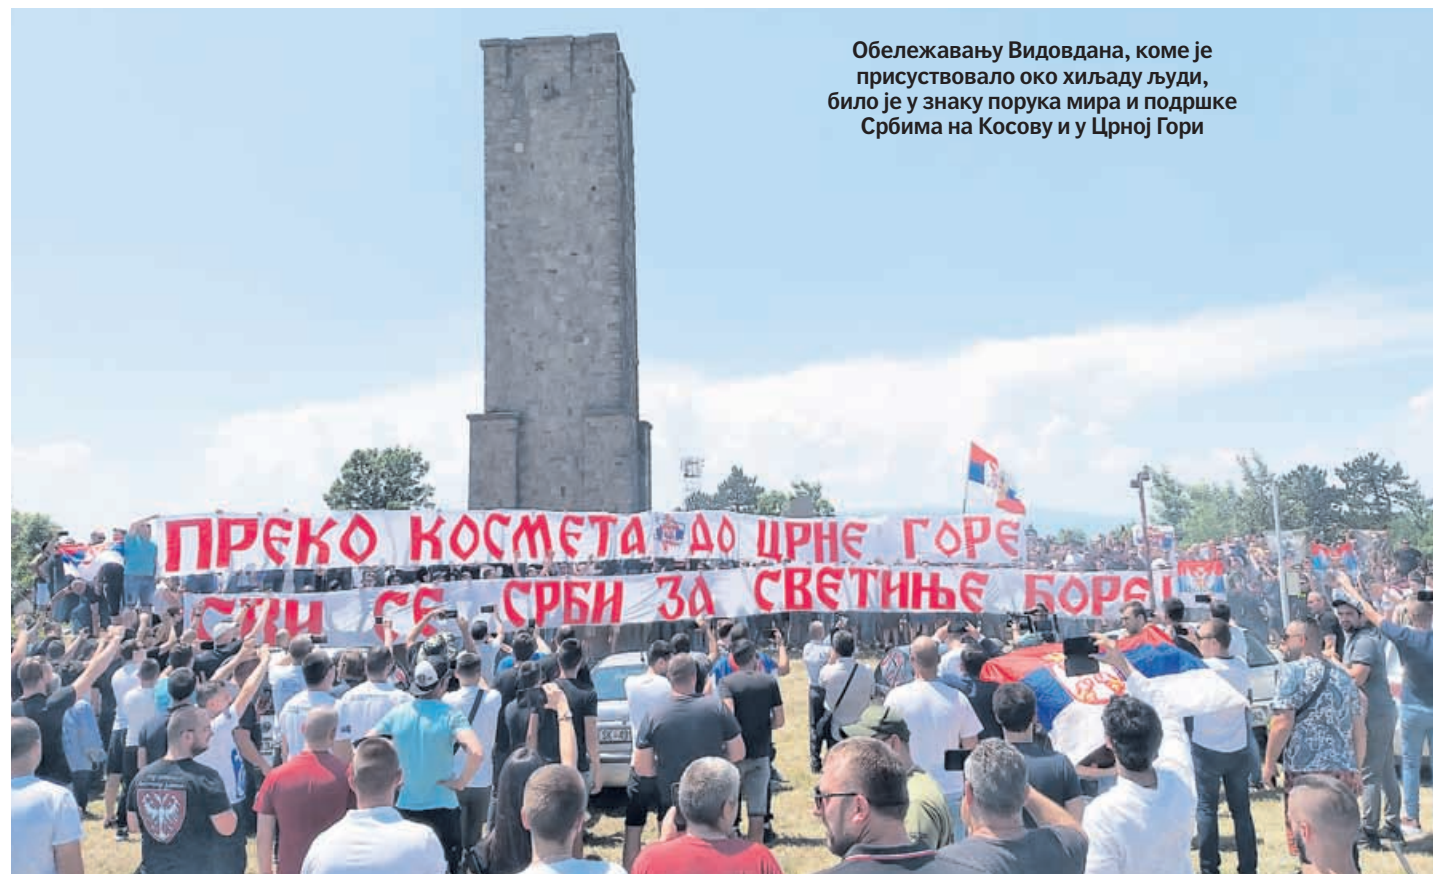 Обележавању Видовдана, коме је
присуствовало око хиљаду људи,
било је у знаку порука мира и подршке
Србима на Косову и у Црној Гори
ПРЕКО КОСМЕТА ДО ЦРНЕ ГОРЕ
СВИ СЕ СРБИ ЗА СВЕТИЊЕ БОРЕ!